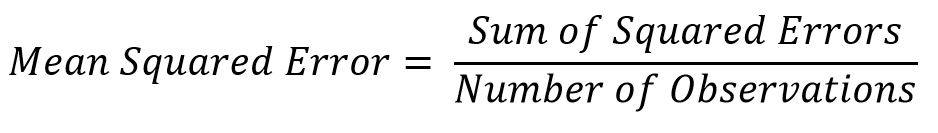 Mean Squared Error = Sum of Squared Errors
Number of Observations